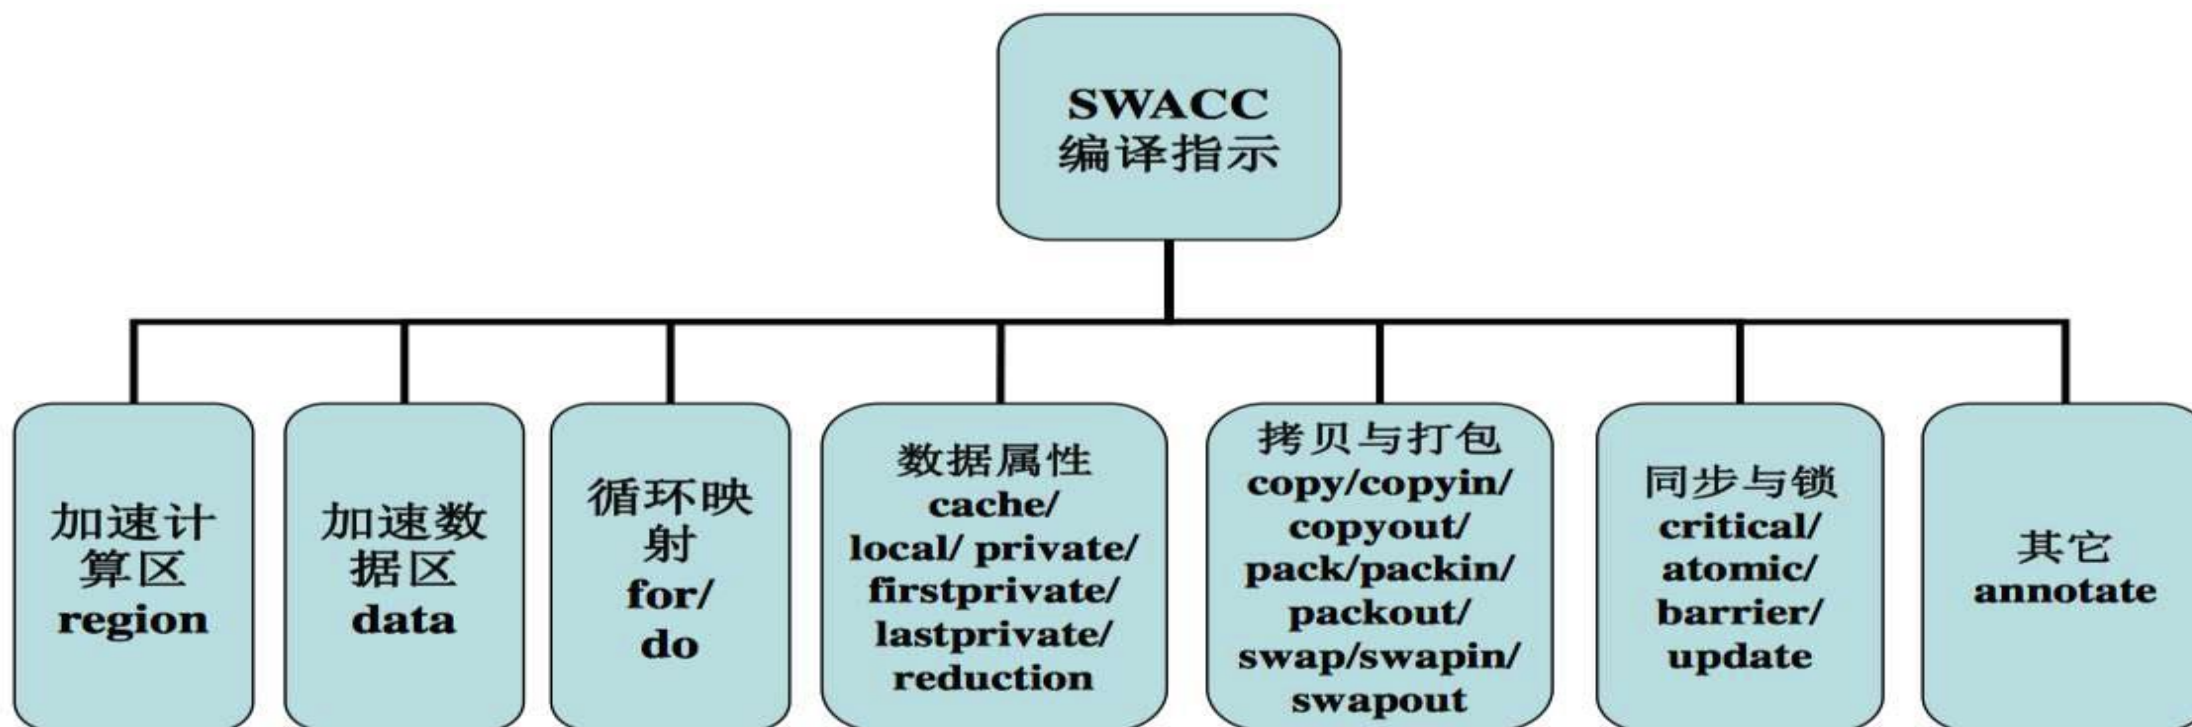 SWACC
编译指示
加速计
算区
region
加速数
据区
data
循环映
射
for/
do
数据属性
cache/
local/ private/
firstprivate/
lastprivate/
reduction
拷贝与打包
copy/copyin/
copyout/
pack/packin/
packout/
swap/swapin/
swapout
同步与锁
critical/
atomic/
barrier/
update
其它
annotate